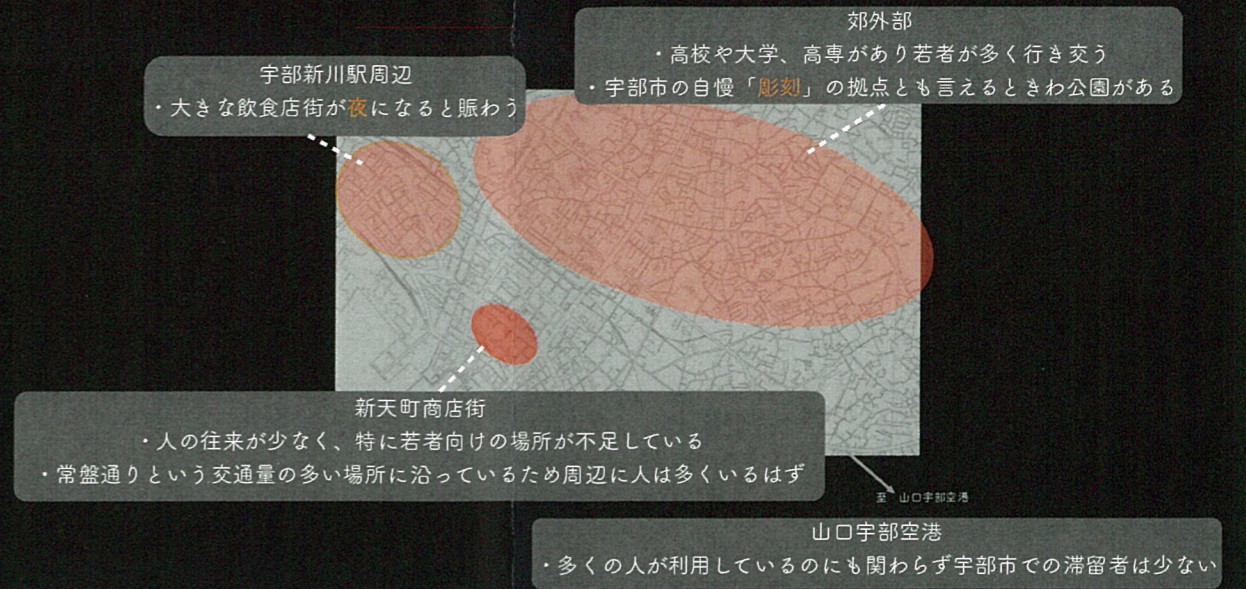 郊外部
・高校や大学、高専があり若者が多く行き交う
・宇部市の自慢「彫刻」の拠点とも言えるときわ公園がある
宇部新川駅周辺
・大きな飲食店街が夜になると賑わう
新天町商店街
・人の往来が少なく、特に若者向けの場所が不足している
・常盤通りという交通量の多い場所に沿っているため周辺に人は多くいるはず
至 山口宇部空港
山口宇部空港
・多くの人が利用しているのにも関わらず宇部市での滞留者は少ない